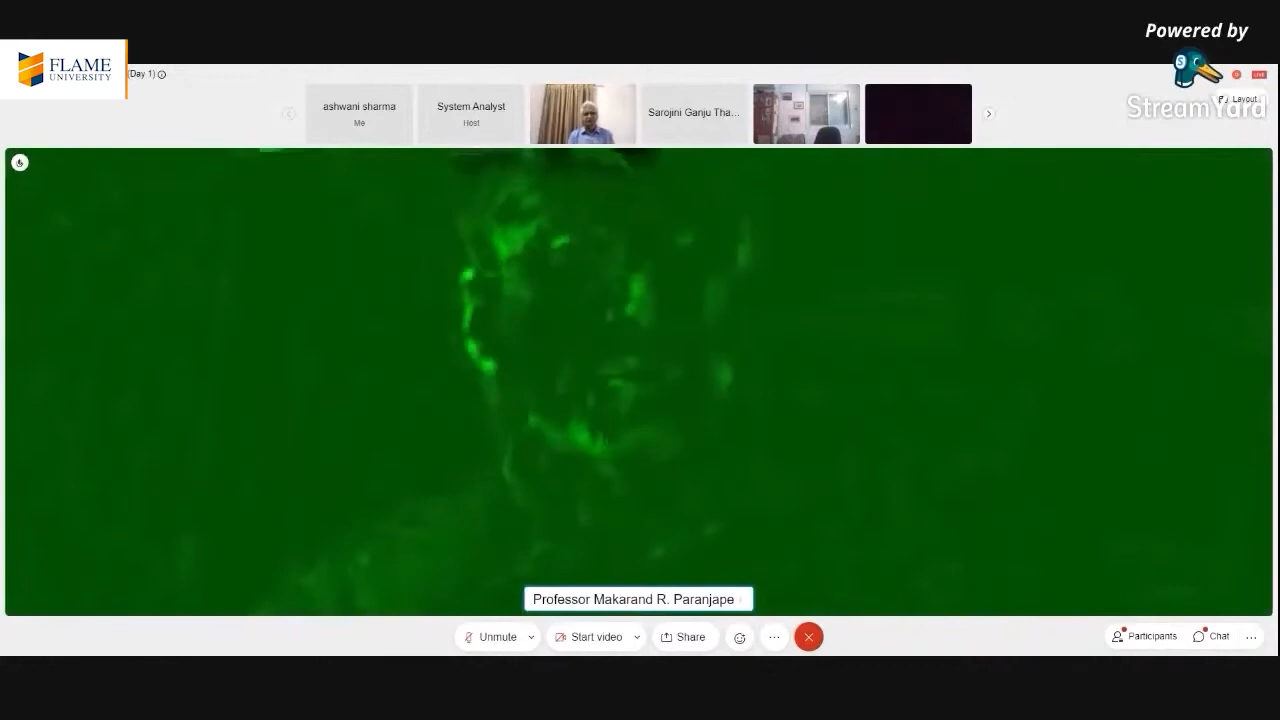 Powered by
StreamYard
FLAME
UNIVERSITY
(Day 1)
LIVE
Layout
ashwani sharma
Me
System Analyst
Host
Sarojini Ganju Tha...
Professor Makarand R. Paranjape
Unmute
Start video
Share
Participants
Chat